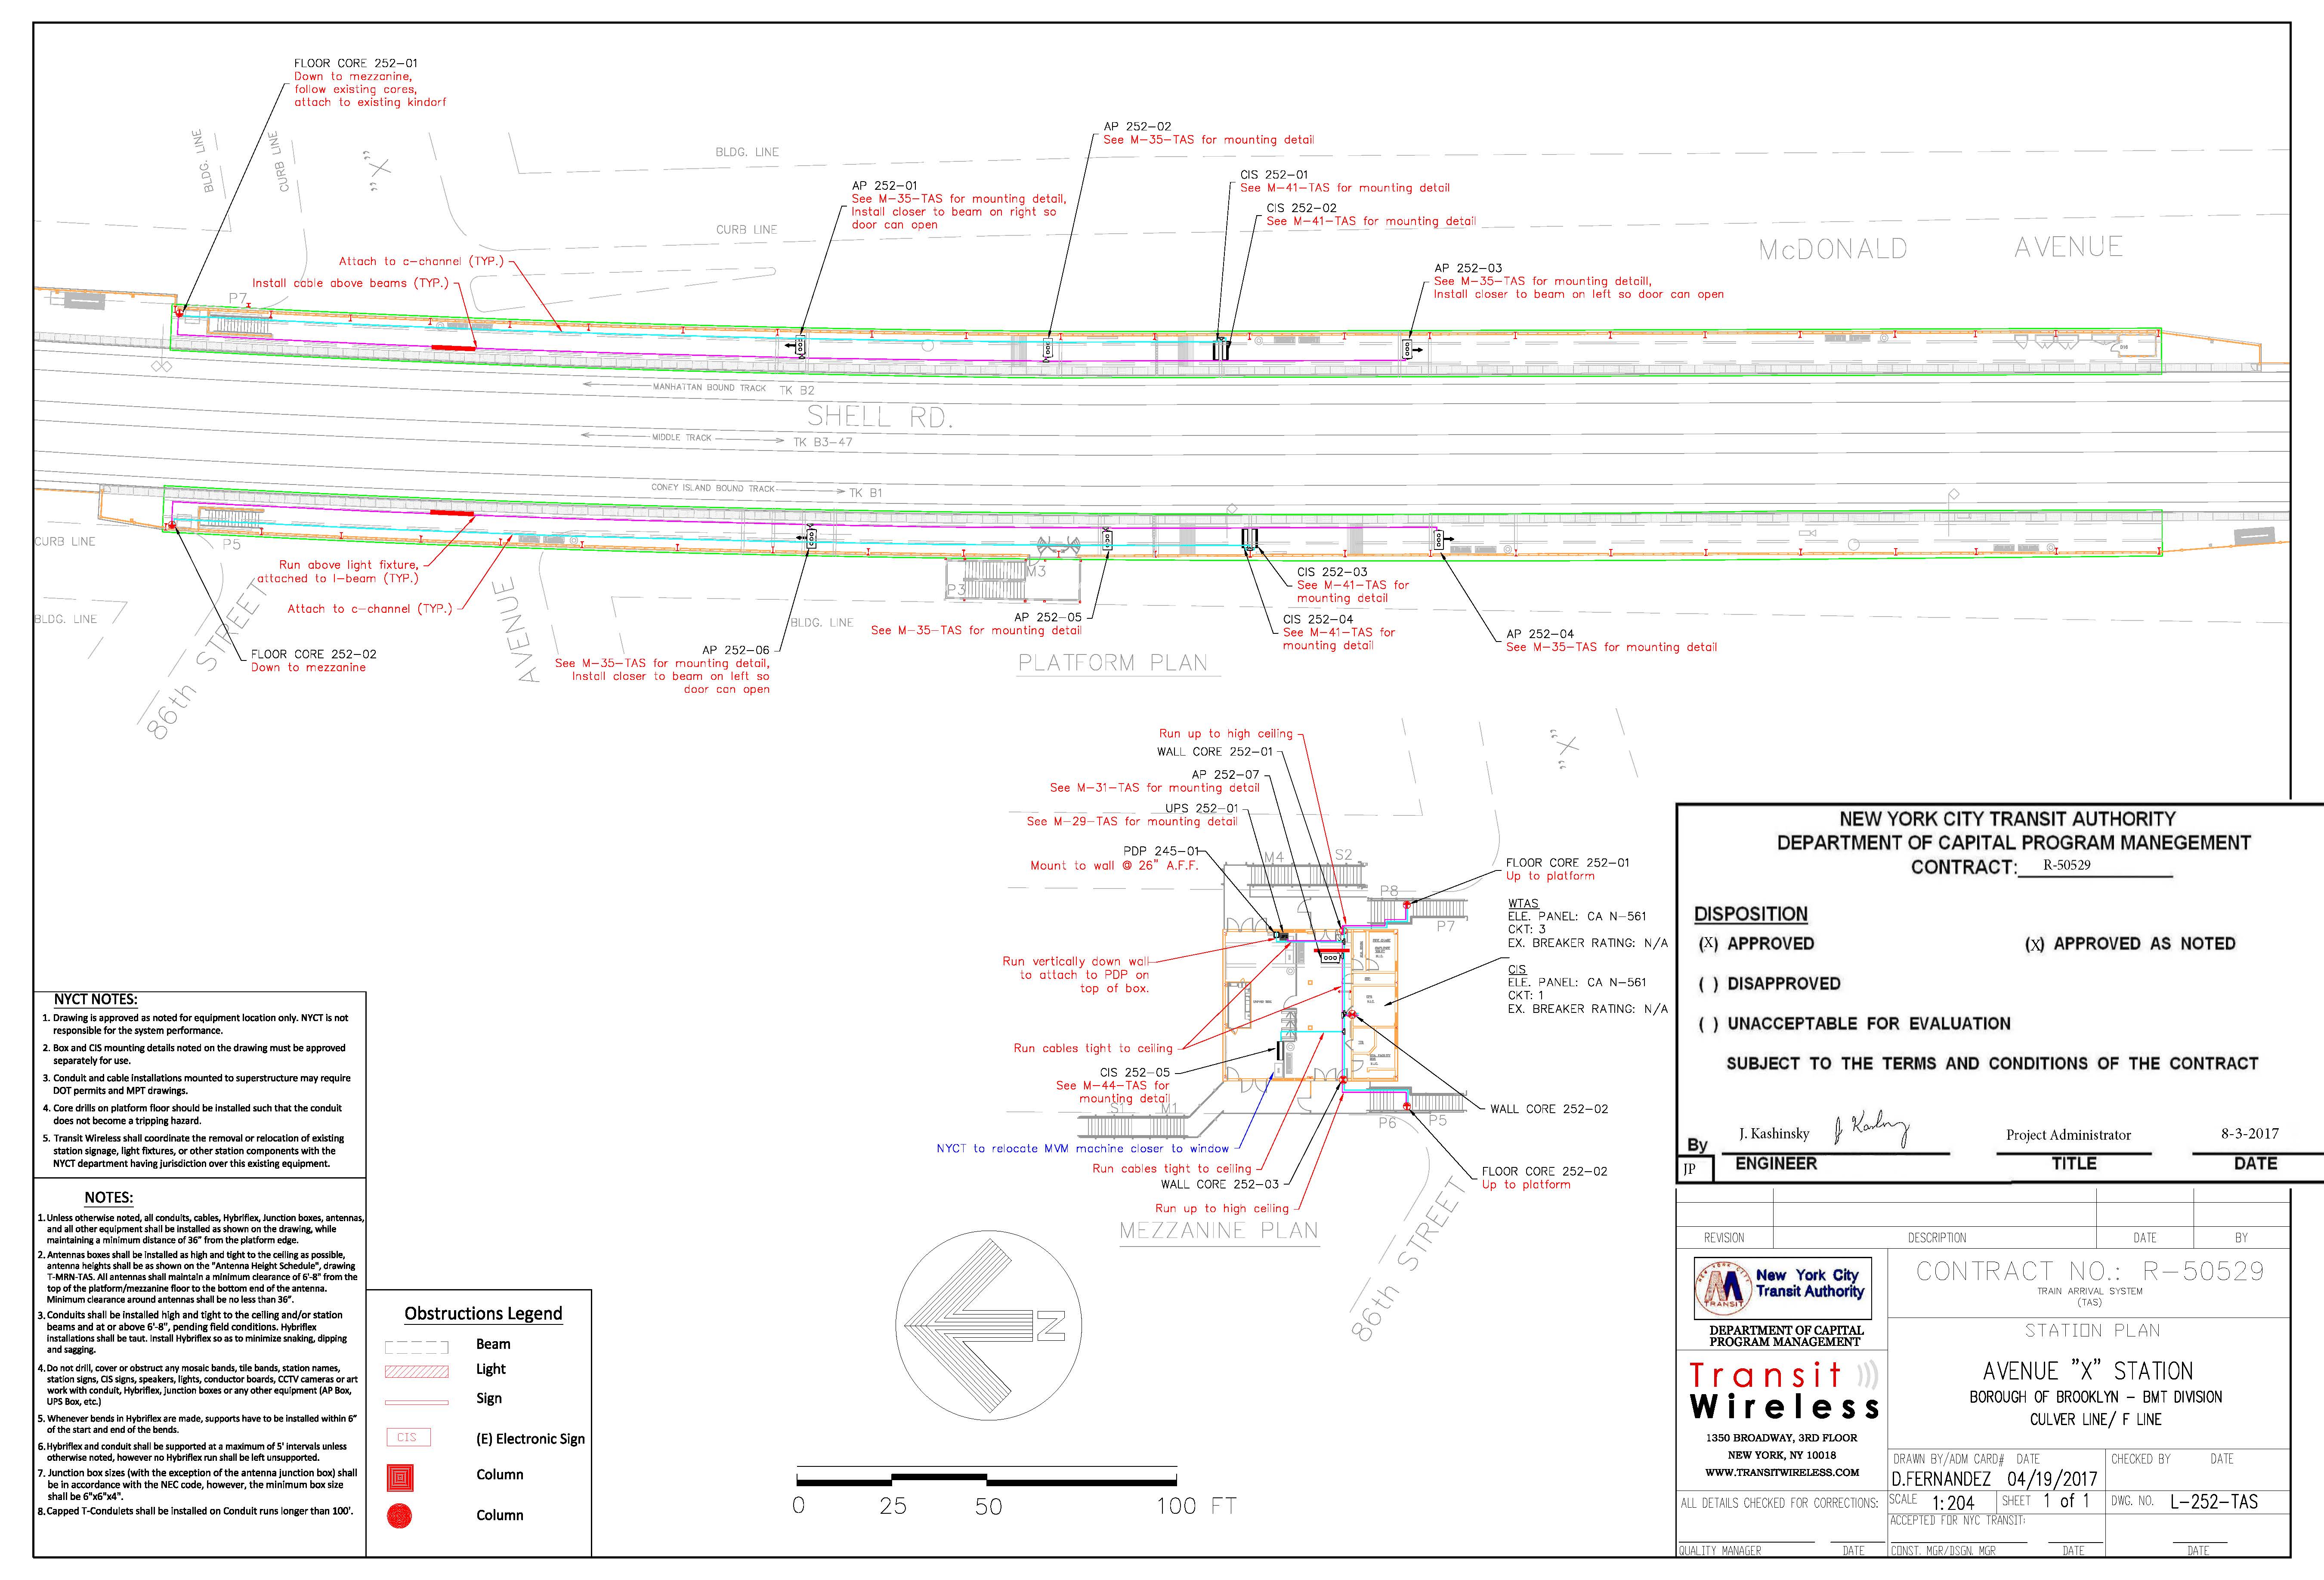 FLOOR CORE 252-01
Down to mezzanine,
follow existing cores,
attach to existing kindorf
BLDG. LINE
CURB LINE
"X"
BLDG. LINE
CURB LINE
AP 252-02
See M-35-TAS for mounting detail
AP 252-01
See M-35-TAS for mounting detail,
Install closer to beam on right so
door can open
CIS 252-01
See M-41-TAS for mounting detail
CIS 252-02
See M-41-TAS for mounting detail
McDONALD AVENUE
AP 252-03
See M-35-TAS for mounting detaill,
Install closer to beam on left so door can open
Attach to c-channel (TYP.)
Install cable above beams (TYP.)
P7
MANHATTAN BOUND TRACK TK B2
SHELL RD.
MIDDLE TRACK TK B3-47
CONEY ISLAND BOUND TRACK TK B1
CURB LINE
P5
Run above light fixture,
attached to I-beam (TYP.)
Attach to c-channel (TYP.)
BLDG. LINE
86th STREET
AVENUE
FLOOR CORE 252-02
Down to mezzanine
P3
M3
BLDG. LINE
AP 252-06
See M-35-TAS for mounting detail,
Install closer to beam on left so
door can open
AP 252-05
See M-35-TAS for mounting detail
CIS 252-03
See M-41-TAS for
mounting detail
CIS 252-04
See M-41-TAS for
mounting detail
AP 252-04
See M-35-TAS for mounting detail
PLATFORM PLAN
"X"
Run up to high ceiling
WALL CORE 252-01
AP 252-07
See M-31-TAS for mounting detail
UPS 252-01
See M-29-TAS for mounting detail
PDP 245-01
Mount to wall @ 26" A.F.F.
M4
S2
P8
P7
FLOOR CORE 252-01
Up to platform
WTAS
ELE. PANEL: CA N-561
CKT: 3
EX. BREAKER RATING: N/A
CIS
ELE. PANEL: CA N-561
CKT: 1
EX. BREAKER RATING: N/A
Run vertically down wall
to attach to PDP on
top of box.
Run cables tight to ceiling
CIS 252-05
See M-44-TAS for
mounting detail
S1
M1
P6
P5
WALL CORE 252-02
NYCT to relocate MVM machine closer to window
Run cables tight to ceiling
WALL CORE 252-03
Run up to high ceiling
FLOOR CORE 252-02
Up to platform
MEZZANINE PLAN
86th STREET
N
0 25 50 100 FT
NYCT NOTES:
1. Drawing is approved as noted for equipment location only. NYCT is not
responsible for the system performance.
2. Box and CIS mounting details noted on the drawing must be approved
separately for use.
3. Conduit and cable installations mounted to superstructure may require
DOT permits and MPT drawings.
4. Core drills on platform floor should be installed such that the conduit
does not become a tripping hazard.
5. Transit Wireless shall coordinate the removal or relocation of existing
station signage, light fixtures, or other station components with the
NYCT department having jurisdiction over this existing equipment.
NOTES:
1. Unless otherwise noted, all conduits, cables, Hybriflex, Junction boxes, antennas,
and all other equipment shall be installed as shown on the drawing, while
maintaining a minimum distance of 36" from the platform edge.
2. Antennas boxes shall be installed as high and tight to the ceiling as possible,
antenna heights shall be as shown on the "Antenna Height Schedule", drawing
T-MRN-TAS. All antennas shall maintain a minimum clearance of 6'-8" from the
top of the platform/mezzanine floor to the bottom end of the antenna.
Minimum clearance around antennas shall be no less than 36".
3. Conduits shall be installed high and tight to the ceiling and/or station
beams and at or above 6'-8", pending field conditions. Hybriflex
installations shall be taut. Install Hybriflex so as to minimize snaking, dipping
and sagging.
4. Do not drill, cover or obstruct any mosaic bands, tile bands, station names,
station signs, CIS signs, speakers, lights, conductor boards, CCTV cameras or art
work with conduit, Hybriflex, junction boxes or any other equipment (AP Box,
UPS Box, etc.)
5. Whenever bends in Hybriflex are made, supports have to be installed within 6"
of the start and end of the bends.
6. Hybriflex and conduit shall be supported at a maximum of 5' intervals unless
otherwise noted, however no Hybriflex run shall be left unsupported.
7. Junction box sizes (with the exception of the antenna junction box) shall
be in accordance with the NEC code, however, the minimum box size
shall be 6"x6"x4".
8. Capped T-Condulets shall be installed on Conduit runs longer than 100'.
Obstructions Legend
Beam
Light
Sign
CIS (E) Electronic Sign
Column
Column
NEW YORK CITY TRANSIT AUTHORITY
DEPARTMENT OF CAPITAL PROGRAM MANEGEMENT
CONTRACT: R-50529
DISPOSITION
(X) APPROVED (X) APPROVED AS NOTED
( ) DISAPPROVED
( ) UNACCEPTABLE FOR EVALUATION
SUBJECT TO THE TERMS AND CONDITIONS OF THE CONTRACT
By J. Kashinsky Project Administrator 8-3-2017
JP ENGINEER TITLE DATE
REVISION DESCRIPTION DATE BY
New York City
Transit Authority
TRANSIT
DEPARTMENT OF CAPITAL
PROGRAM MANAGEMENT
Transit
Wireless
1350 BROADWAY, 3RD FLOOR
NEW YORK, NY 10018
WWW.TRANSITWIRELESS.COM
ALL DETAILS CHECKED FOR CORRECTIONS:
QUALITY MANAGER DATE
CONTRACT NO.: R-50529
TRAIN ARRIVAL SYSTEM
(TAS)
STATION PLAN
AVENUE "X" STATION
BOROUGH OF BROOKLYN - BMT DIVISION
CULVER LINE/ F LINE
DRAWN BY/ADM CARD# DATE CHECKED BY DATE
D.FERNANDEZ 04/19/2017
SCALE 1:204 SHEET 1 of 1 DWG. NO. L-252-TAS
ACCEPTED FOR NYC TRANSIT:
CONST. MGR/DSGN. MGR DATE DATE